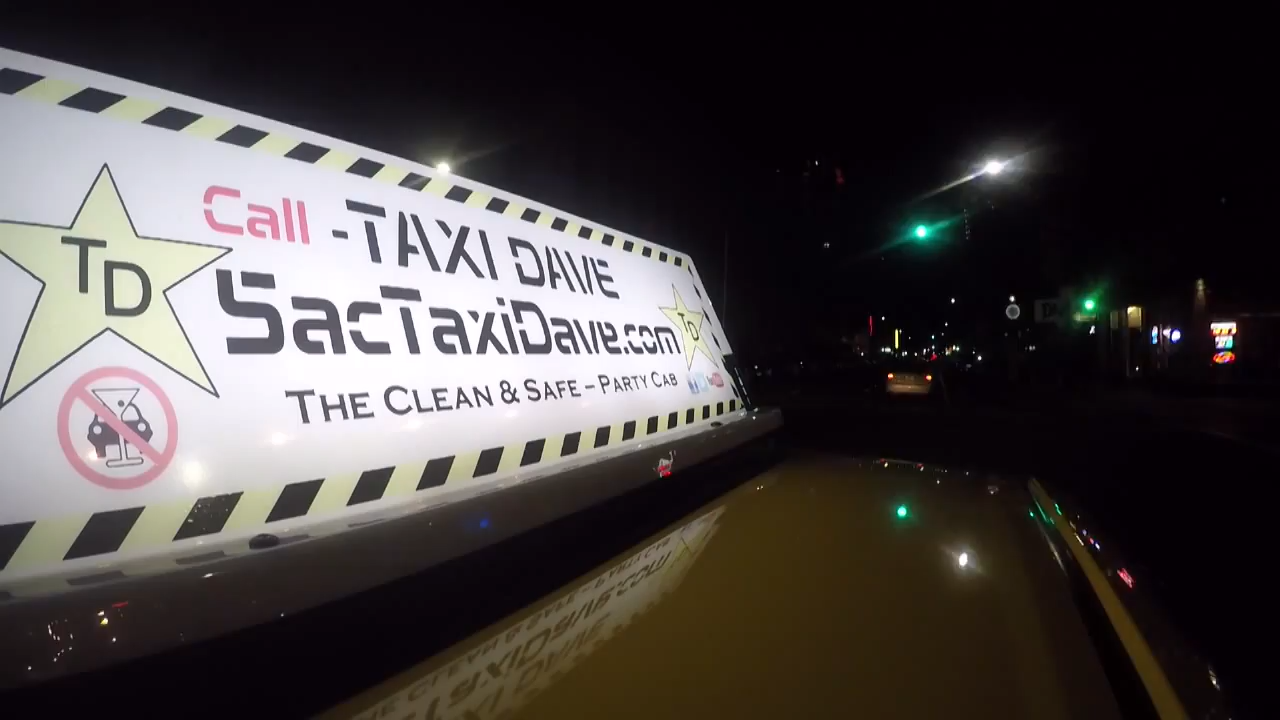 Call -TAXI DAVE
TD
SacTaxiDave.com
TD
THE CLEAN & SAFE – PARTY CAB